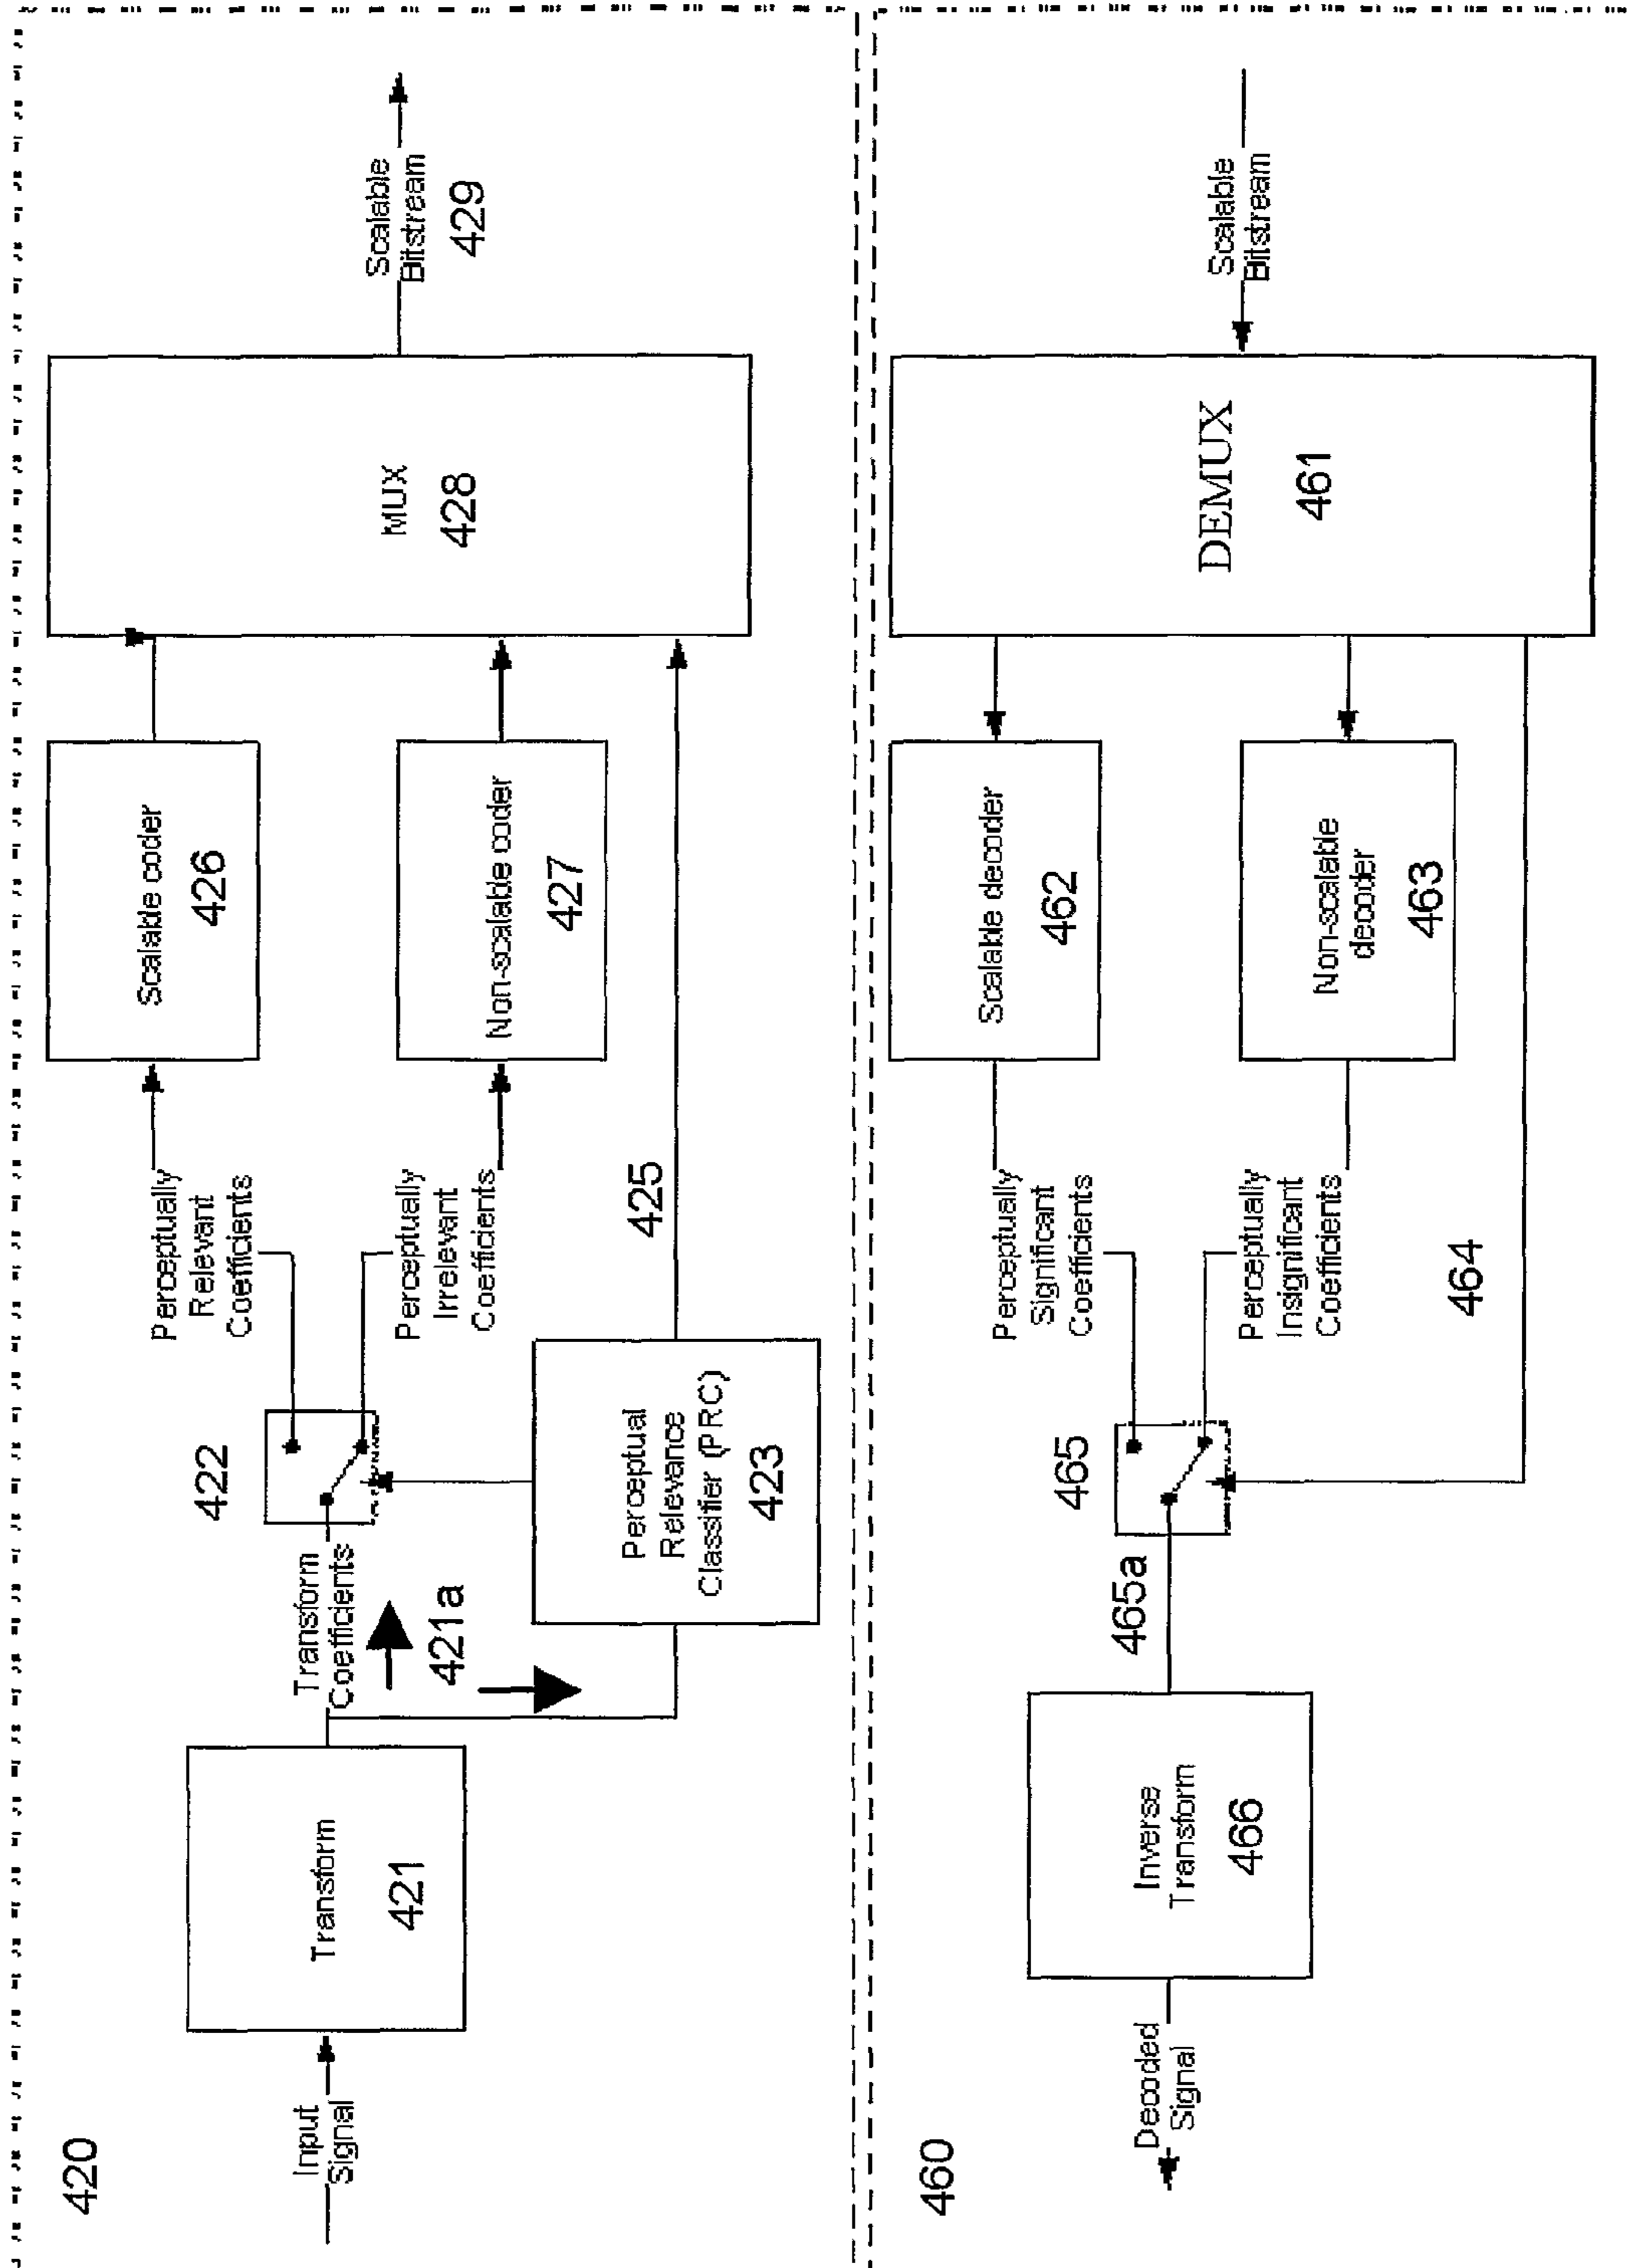 420
Input
Signal
Transform
421
Transform
Coefficients
421a
422
Perceptual
Relevance
Classifier (PRC)
423
Perceptually
Relevant
Coefficients
Perceptually
Irrelevant
Coefficients
425
Scalable coder
426
Non-scalable coder
427
MUX
428
Scalable
Bitstream
429
460
Decoded
Signal
Inverse
Transform
466
465a
465
Perceptually
Significant
Coefficients
Perceptually
Insignificant
Coefficients
464
Scalable decoder
462
Non-scalable
decoder
463
DEMUX
461
Scalable
Bitstream